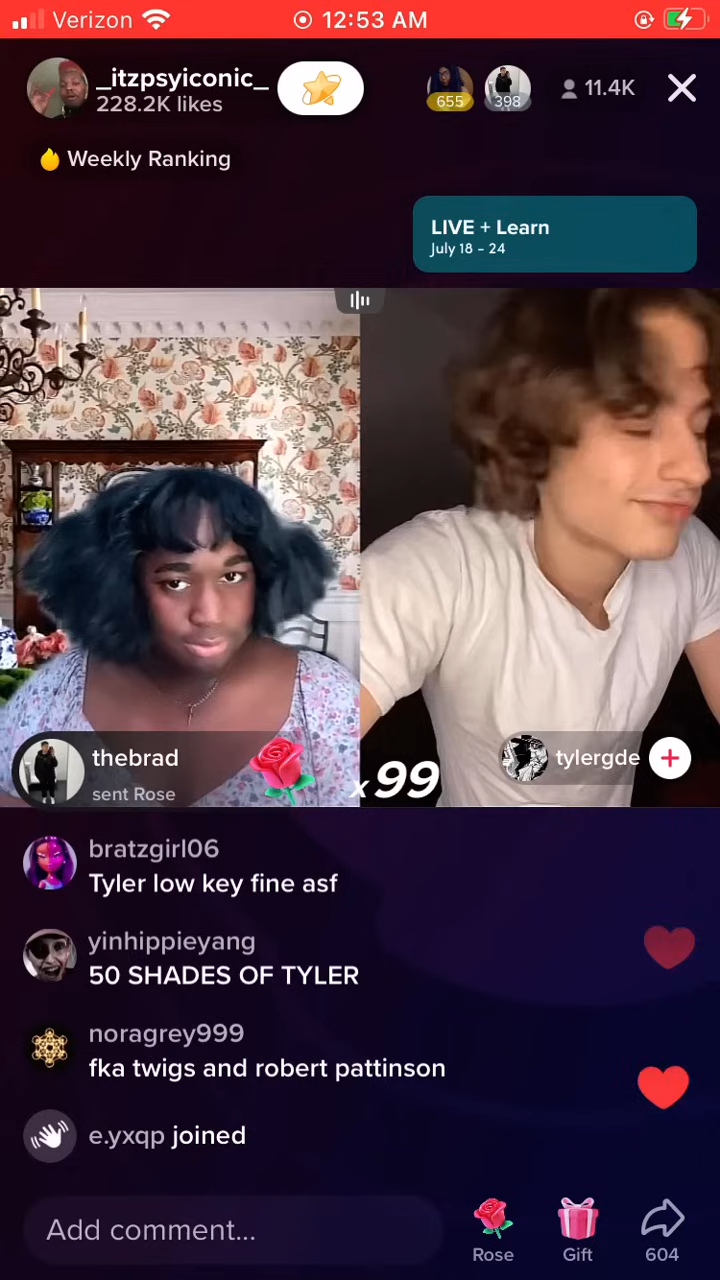 Verizon
12:53 AM
_itzpsyiconic_
228.2K likes
655
398
11.4K
Weekly Ranking
LIVE + Learn
July 18 - 24
thebrad
sent Rose
x 99
tylergde
bratzgirl06
Tyler low key fine asf
yinhippieyang
50 SHADES OF TYLER
noragrey999
fka twigs and robert pattinson
e.yxqp joined
Add comment...
Rose
Gift
604